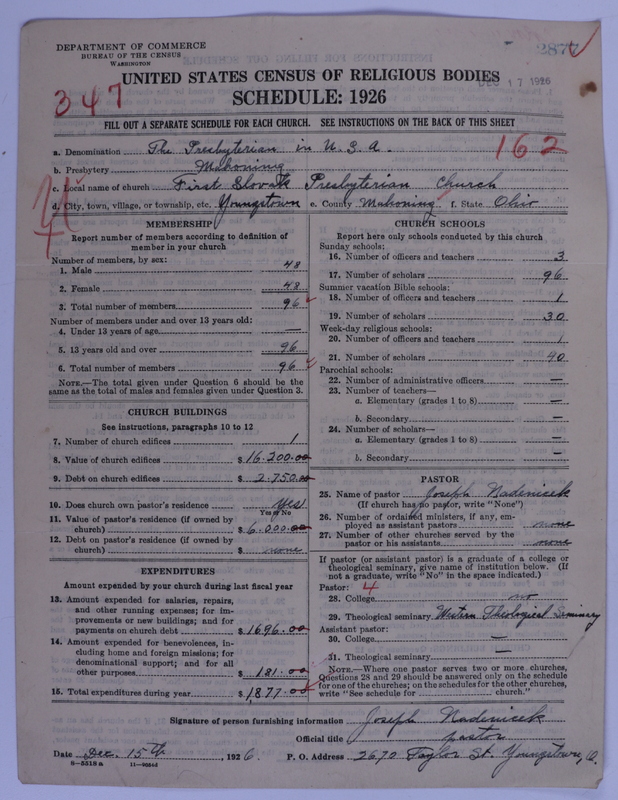 DEPARTMENT OF COMMERCE
BUREAU OF THE CENSUS
WASHINGTON
2877
UNITED STATES CENSUS OF RELIGIOUS BODIES
DEC 17 1926
347
SCHEDULE: 1926
FILL OUT A SEPARATE SCHEDULE FOR EACH CHURCH. SEE INSTRUCTIONS ON THE BACK OF THIS SHEET
162
a. Denomination The Presbyterian in U. S. A.
b. Presbytery Mahoning
c. Local name of church First Slovak Presbyterian Church
d. City, town, village, or township, etc. Youngstown e. County Mahoning f. State Ohio
MEMBERSHIP
Report number of members according to definition of
member in your church
Number of members, by sex:
1. Male 48
2. Female 48
3. Total number of members 96
Number of members under and over 13 years old:
4. Under 13 years of age —
5. 13 years old and over 96
6. Total number of members 96
NOTE.—The total given under Question 6 should be the
same as the total of males and females given under Question 3.
CHURCH BUILDINGS
See instructions, paragraphs 10 to 12
7. Number of church edifices 1
8. Value of church edifices $ 16.200.00
9. Debt on church edifices $ 2.750.00
10. Does church own pastor's residence Yes
Yes or No
11. Value of pastor's residence (if owned by
church) $ 6.000.00
12. Debt on pastor's residence (if owned by
church) $ none
EXPENDITURES
Amount expended by your church during last fiscal year
13. Amount expended for salaries, repairs,
and other running expenses; for im-
provements or new buildings; and for
payments on church debt $ 1696.00
14. Amount expended for benevolences, in-
cluding home and foreign missions; for
denominational support; and for all
other purposes $ 181.00
15. Total expenditures during year $ 1,877.00
CHURCH SCHOOLS
Report here only schools conducted by this church
Sunday schools:
16. Number of officers and teachers 3
17. Number of scholars 96
Summer vacation Bible schools:
18. Number of officers and teachers 1
19. Number of scholars 30
Week-day religious schools:
20. Number of officers and teachers 1
21. Number of scholars 40
Parochial schools:
22. Number of administrative officers —
23. Number of teachers—
a. Elementary (grades 1 to 8) —
b. Secondary —
24. Number of scholars—
a. Elementary (grades 1 to 8) —
b. Secondary —
PASTOR
25. Name of pastor Joseph Nadenicek
(If church has no pastor, write "None")
26. Number of ordained ministers, if any, em-
ployed as assistant pastors none
27. Number of other churches served by the
pastor or his assistants none
If pastor (or assistant pastor) is a graduate of a college or
theological seminary, give name of institution below. (If
not a graduate, write "No" in the space indicated.)
Pastor: 4
28. College no
29. Theological seminary Western Theological Seminary
Assistant pastor:
30. College —
31. Theological seminary —
NOTE.—Where one pastor serves two or more churches,
Questions 28 and 29 should be answered only on the schedule
for one of the churches; on the schedules for the other churches,
write "See schedule for church."
Signature of person furnishing information Joseph Nadenicek
Official title pastor
Date Dec. 15th, 1926. P. O. Address 2670 Taylor St. Youngstown, O.
8-5318a